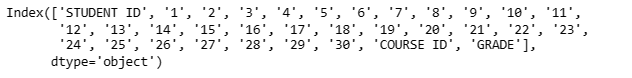 Index(['STUDENT ID', '1', '2', '3', '4', '5', '6', '7', '8', '9', '10', '11',
'12', '13', '14', '15', '16', '17', '18', '19', '20', '21', '22', '23',
'24', '25', '26', '27', '28', '29', '30', 'COURSE ID', 'GRADE'],
dtype='object')